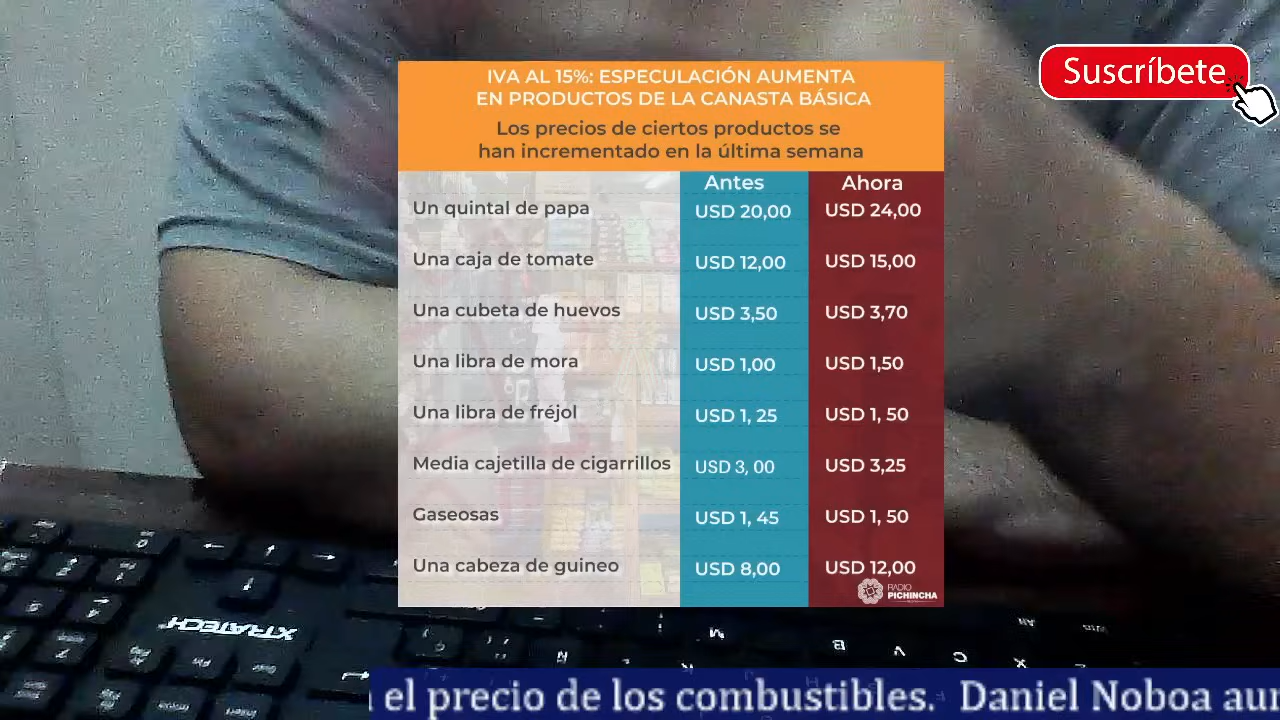 Suscríbete
IVA AL 15%: ESPECULACIÓN AUMENTA
EN PRODUCTOS DE LA CANASTA BÁSICA
Los precios de ciertos productos se
han incrementado en la última semana
Antes Ahora
Un quintal de papa USD 20,00 USD 24,00
Una caja de tomate USD 12,00 USD 15,00
Una cubeta de huevos USD 3,50 USD 3,70
Una libra de mora USD 1,00 USD 1,50
Una libra de fréjol USD 1, 25 USD 1, 50
Media cajetilla de cigarrillos USD 3, 00 USD 3,25
Gaseosas USD 1, 45 USD 1, 50
Una cabeza de guineo USD 8,00 USD 12,00
RADIO
PICHINCHA
XTRATECH
M
B V C X
el precio de los combustibles. Daniel Noboa